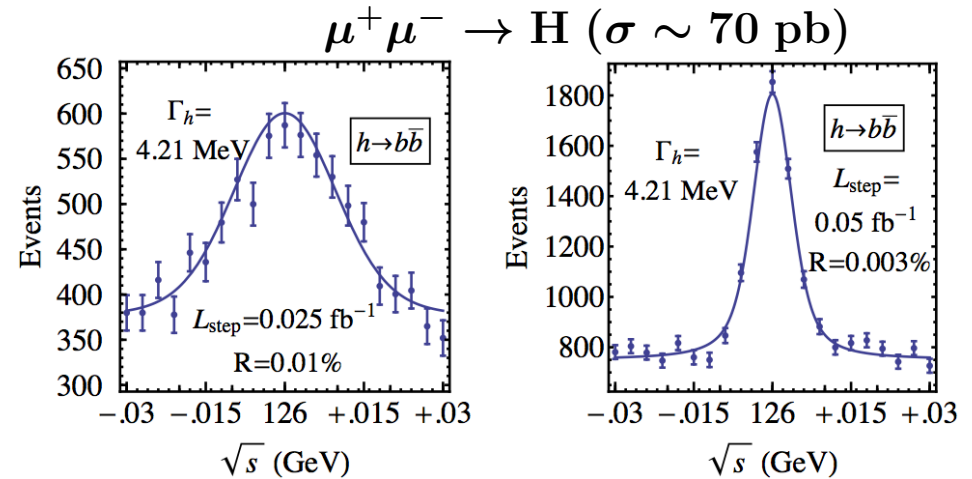 μ⁺μ⁻ → H (σ ∼ 70 pb)
650
600
550
500
450
400
350
300
Events
Γₕ=
4.21 MeV
h→bb̅
Lstep=0.025 fb⁻¹
R=0.01%
−.03 −.015 126 +.015 +.03
√s (GeV)
1800
1600
1400
1200
1000
800
Events
Γₕ=
4.21 MeV
h→bb̅
Lstep=
0.05 fb⁻¹
R=0.003%
−.03 −.015 126 +.015 +.03
√s (GeV)